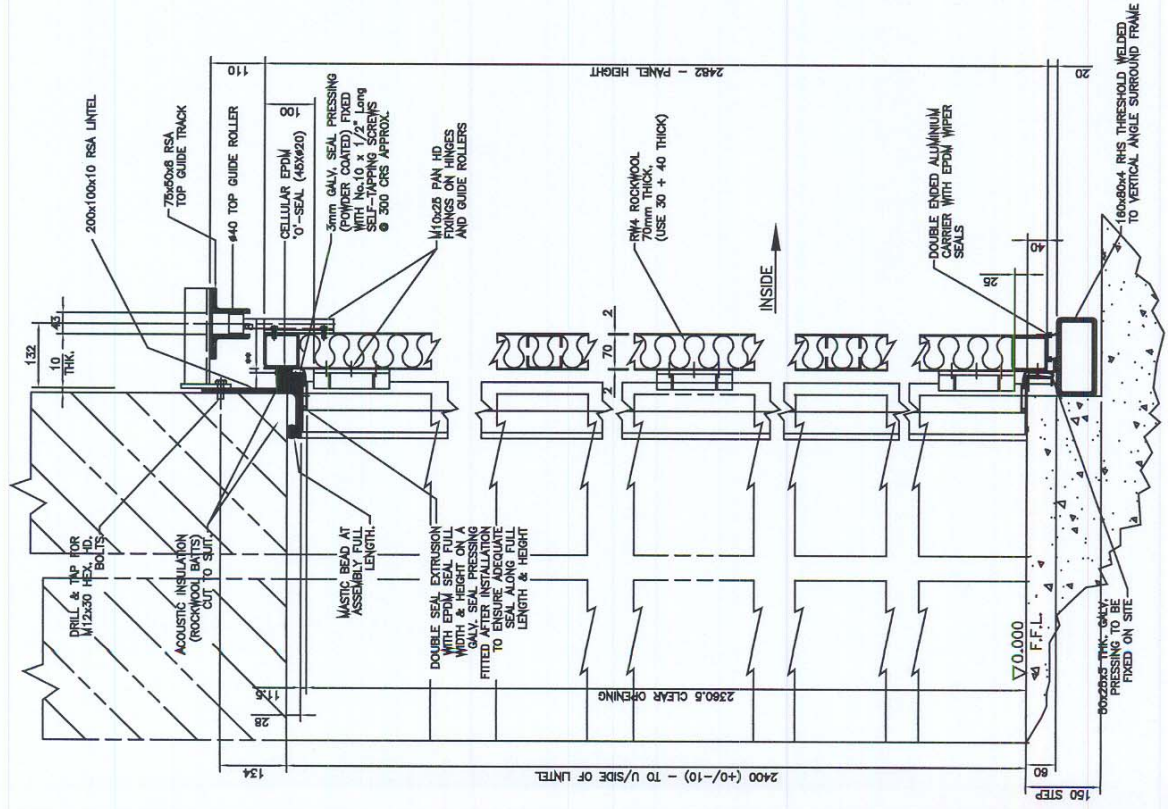 132
10
THK.
43
8
110
100
200x100x10 RSA LINTEL
75x50x8 RSA
TOP GUIDE TRACK
ø40 TOP GUIDE ROLLER
CELLULAR EPDM
"O"-SEAL (45Xø20)
3mm GALV. SEAL PRESSING
(POWDER COATED) FIXED
WITH No.10 x 1/2" Long
SELF-TAPPING SCREWS
@ 300 CRS APPROX.
M10x25 PAN HD
FIXINGS ON HINGES
AND GUIDE ROLLERS
2482 - PANEL HEIGHT
RW4 ROCKWOOL
70mm THICK.
(USE 30 + 40 THICK)
2
70
2
INSIDE
DOUBLE ENDED ALUMINIUM
CARRIER WITH EPDM WIPER
SEALS
25
40
20
TO VERTICAL ANGLE SURROUND FRAME
DRILL & TAP FOR
M12x30 HEX. HD.
BOLTS
ACOUSTIC INSULATION
(ROCKWOOL BATTS)
CUT TO SUIT.
MASTIC BEAD AT
ASSEMBLY FULL
LENGTH.
DOUBLE SEAL EXTRUSION
WITH EPDM SEAL FULL
WIDTH & HEIGHT ON A
GALV. SEAL PRESSING
FITTED AFTER INSTALLATION
TO ENSURE ADEQUATE
SEAL ALONG FULL
LENGTH & HEIGHT
11.5
28
2360.5 CLEAR OPENING
0.000
F.F.L.
THK. GALV.
PRESSING TO BE
FIXED ON SITE
134
2400 (+0/-10) - TO U/SIDE OF LINTEL
60
150 STEP